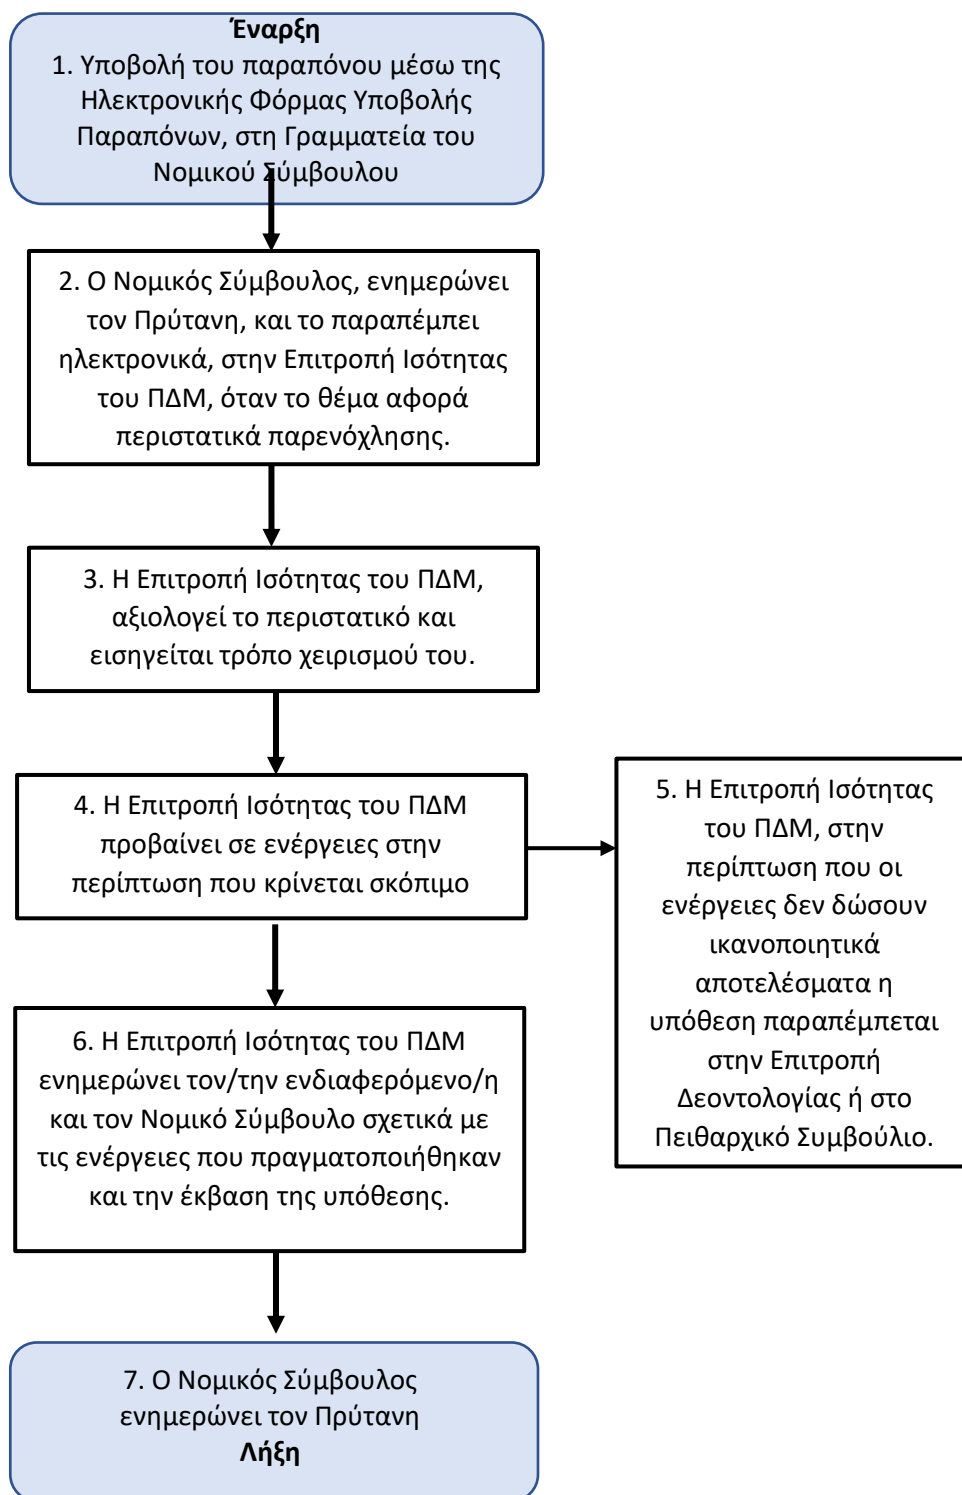 Έναρξη
1. Υποβολή του παραπόνου μέσω της
Ηλεκτρονικής Φόρμας Υποβολής
Παραπόνων, στη Γραμματεία του
Νομικού Σύμβουλου
2. Ο Νομικός Σύμβουλος, ενημερώνει
τον Πρύτανη, και το παραπέμπει
ηλεκτρονικά, στην Επιτροπή Ισότητας
του ΠΔΜ, όταν το θέμα αφορά
περιστατικά παρενόχλησης.
3. Η Επιτροπή Ισότητας του ΠΔΜ,
αξιολογεί το περιστατικό και
εισηγείται τρόπο χειρισμού του.
4. Η Επιτροπή Ισότητας του ΠΔΜ
προβαίνει σε ενέργειες στην
περίπτωση που κρίνεται σκόπιμο
5. Η Επιτροπή Ισότητας
του ΠΔΜ, στην
περίπτωση που οι
ενέργειες δεν δώσουν
ικανοποιητικά
αποτελέσματα η
υπόθεση παραπέμπεται
στην Επιτροπή
Δεοντολογίας ή στο
Πειθαρχικό Συμβούλιο.
6. Η Επιτροπή Ισότητας του ΠΔΜ
ενημερώνει τον/την ενδιαφερόμενο/η
και τον Νομικό Σύμβουλο σχετικά με
τις ενέργειες που πραγματοποιήθηκαν
και την έκβαση της υπόθεσης.
7. Ο Νομικός Σύμβουλος
ενημερώνει τον Πρύτανη
Λήξη